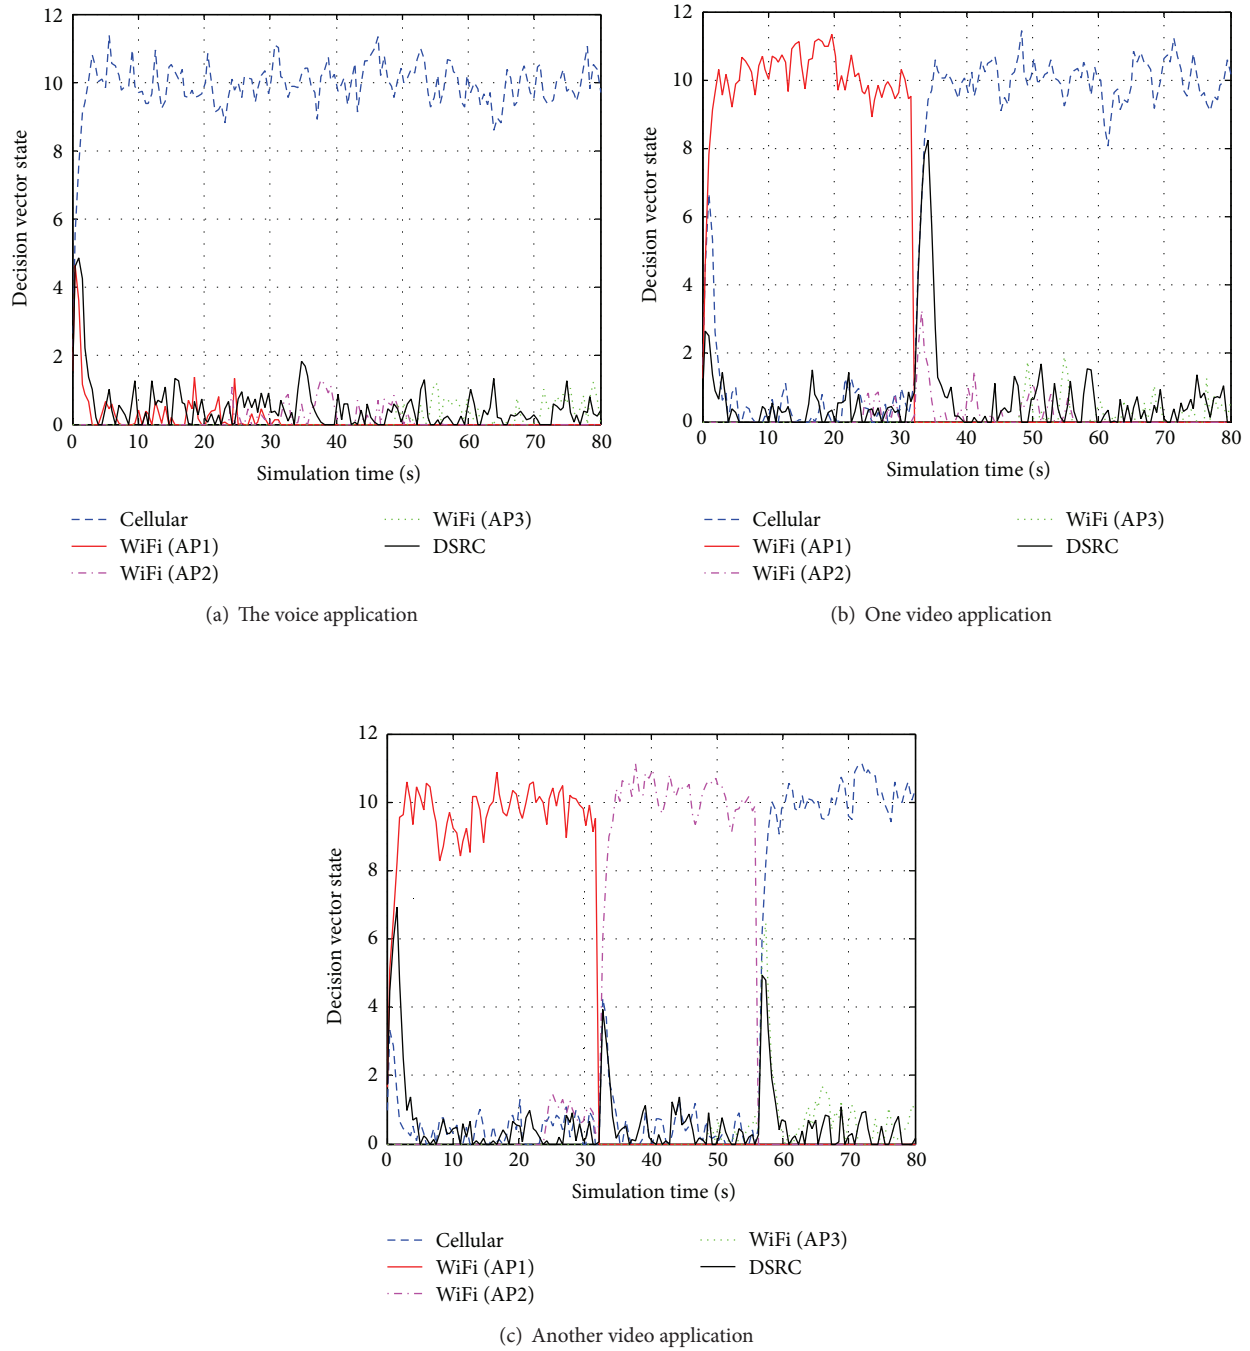 12
10
8
6
4
2
0
Decision vector state
0 10 20 30 40 50 60 70 80
Simulation time (s)
Cellular
WiFi (AP1)
WiFi (AP2)
WiFi (AP3)
DSRC
(a) The voice application
12
10
8
6
4
2
0
Decision vector state
0 10 20 30 40 50 60 70 80
Simulation time (s)
Cellular
WiFi (AP1)
WiFi (AP2)
WiFi (AP3)
DSRC
(b) One video application
12
10
8
6
4
2
0
Decision vector state
0 10 20 30 40 50 60 70 80
Simulation time (s)
Cellular
WiFi (AP1)
WiFi (AP2)
WiFi (AP3)
DSRC
(c) Another video application